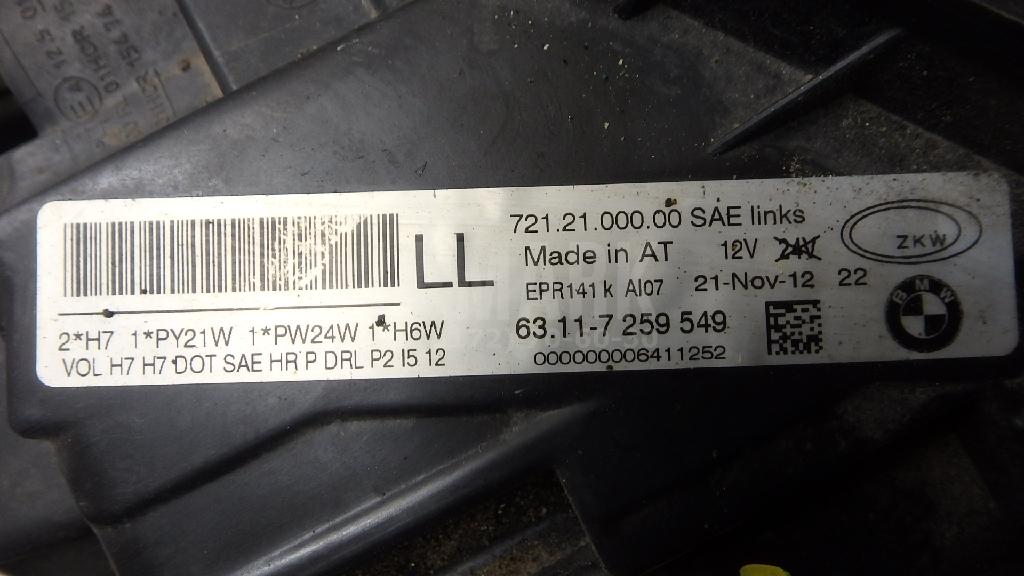 721.21.000.00 SAE links
LL
Made in AT 12V 24V
ZKW
EPR141 k AI07 21-Nov-12 22
BMW
2*H7 1*PY21W 1*PW24W 1*H6W
63.11-7 259 549
VOL H7 H7 DOT SAE HR P DRL P2 I5 12
000000006411252